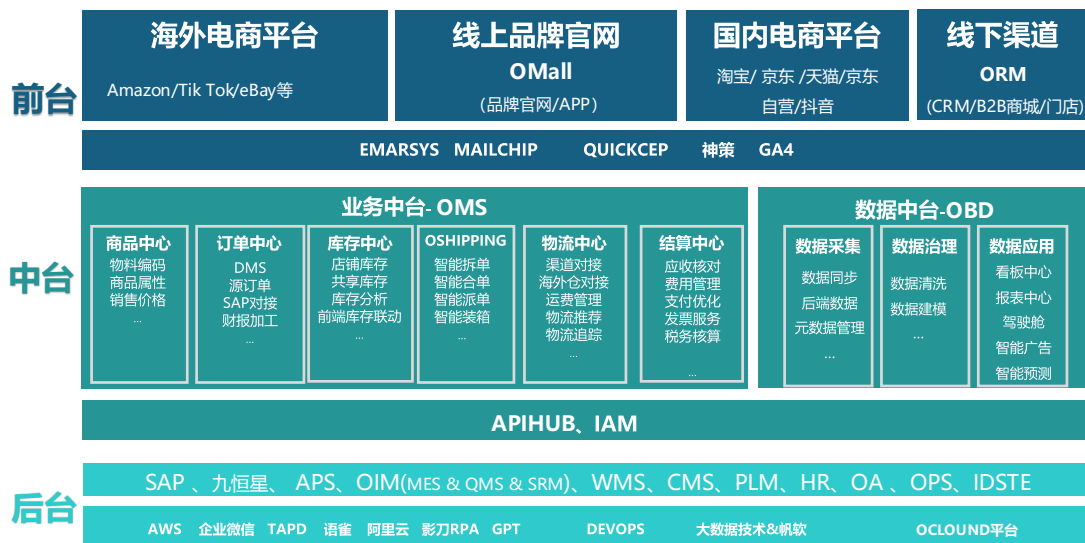 前台
海外电商平台
Amazon/Tik Tok/eBay等
线上品牌官网
OMall
(品牌官网/APP)
国内电商平台
淘宝/ 京东 /天猫/京东
自营/抖音
线下渠道
ORM
(CRM/B2B商城/门店)
EMARSYS MAILCHIP QUICKCEP 神策 GA4
中台
业务中台- OMS
商品中心
物料编码
商品属性
销售价格
...
订单中心
DMS
源订单
SAP对接
财报加工
...
库存中心
店铺库存
共享库存
库存分析
前端库存联动
...
OSHIPPING
智能拆单
智能合单
智能派单
智能装箱
...
物流中心
渠道对接
海外仓对接
运费管理
物流推荐
物流追踪
...
结算中心
应收核对
费用管理
支付优化
发票服务
税务核算
...
数据中台-OBD
数据采集
数据同步
后端数据
元数据管理
...
数据治理
数据清洗
数据建模
...
数据应用
看板中心
报表中心
驾驶舱
智能广告
智能预测
APIHUB、IAM
后台
SAP 、九恒星、 APS、OIM(MES & QMS & SRM)、WMS、CMS、PLM、HR、OA 、OPS、IDSTE
AWS 企业微信 TAPD 语雀 阿里云 影刀RPA GPT DEVOPS 大数据技术&帆软 OCLOUND平台